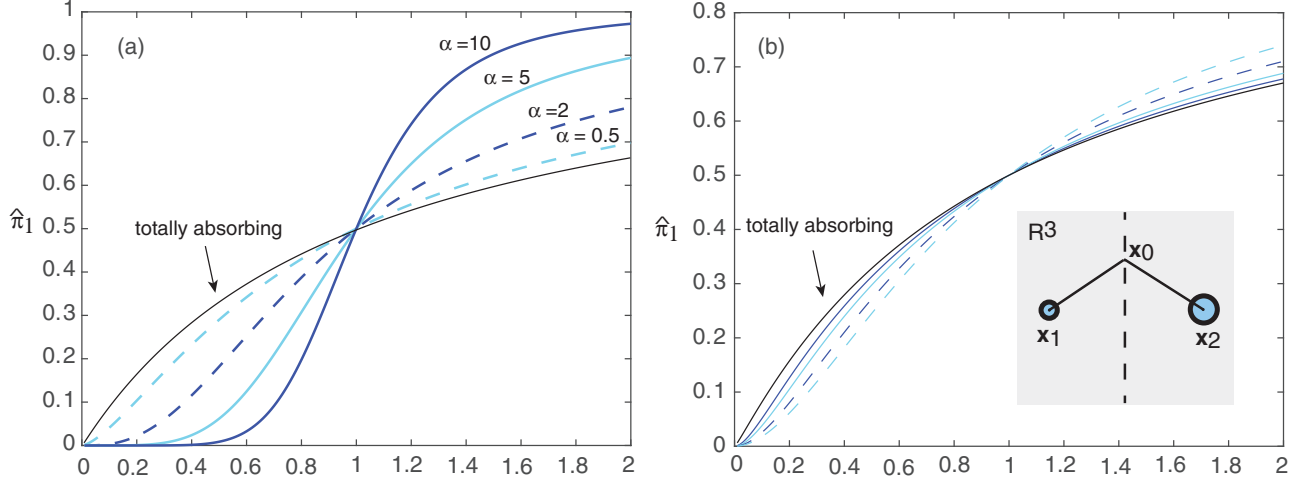 (a)
α =10
α = 5
α =2
α = 0.5
totally absorbing
π̂1
1
0.9
0.8
0.7
0.6
0.5
0.4
0.3
0.2
0.1
0
0 0.2 0.4 0.6 0.8 1 1.2 1.4 1.6 1.8 2
(b)
totally absorbing
π̂1
0.8
0.7
0.6
0.5
0.4
0.3
0.2
0.1
0
0 0.2 0.4 0.6 0.8 1 1.2 1.4 1.6 1.8 2
R3
x0
x1
x2